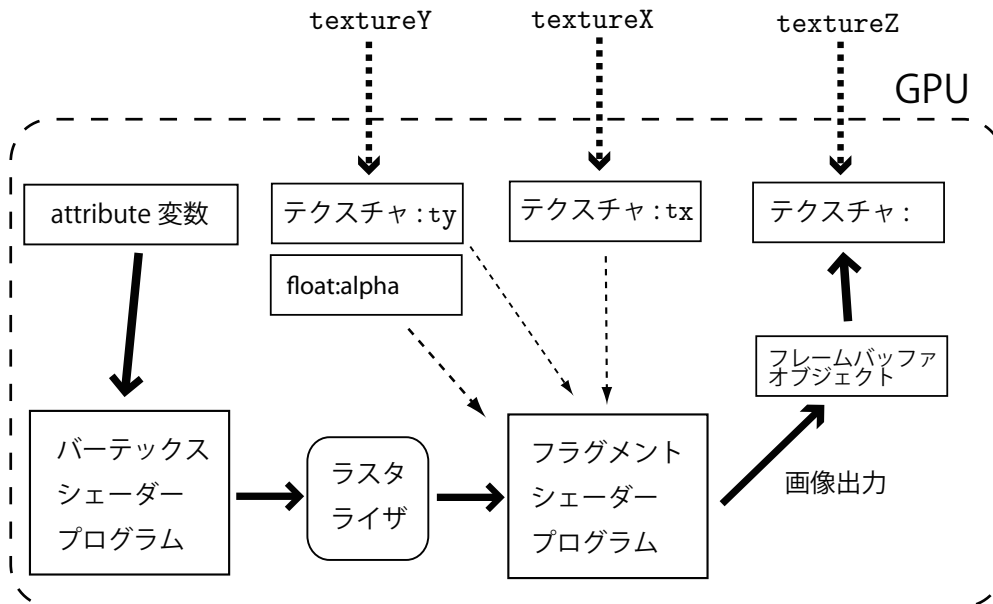 textureY
textureX
textureZ
GPU
attribute 変数
テクスチャ : ty
テクスチャ : tx
テクスチャ :
float:alpha
フレームバッファ
オブジェクト
バーテックス
シェーダー
プログラム
ラスタ
ライザ
フラグメント
シェーダー
プログラム
画像出力